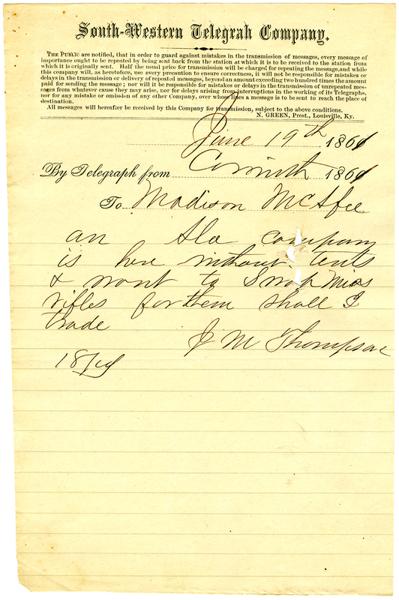 South-Western Telegrah Company.
THE PUBLIC are notified, that in order to guard against mistakes in the transmission of messages, every message of
importance ought to be repeated by being sent back from the station at which it is to be received to the station from
which it is originally sent. Half the usual price for transmission will be charged for repeating the message, and while
this company will, as heretofore, use every precaution to ensure correctness, it will not be responsible for mistakes or
delays in the transmission or delivery of repeated messages, beyond an amount exceeding two hundred times the amount
paid for sending the message; nor will it be responsible for mistakes or delays in the transmission of unrepeated mes-
sages from whatever cause they may arise, nor for delays arising from interruptions in the working of its Telegraphs,
nor for any mistake or omission of any other Company, over whose lines a message is to be sent to reach the place of
destination.
All messages will hereafter be received by this Company for transmission, subject to the above conditions.
N. GREEN, Prest., Louisville, Ky.
June 19th 1861
By Telegraph from Corinth 1861
To Madison McAfee
an Ala company
is here without tents
& want to Swap Miss
rifles for them shall I
trade
J M Thompson